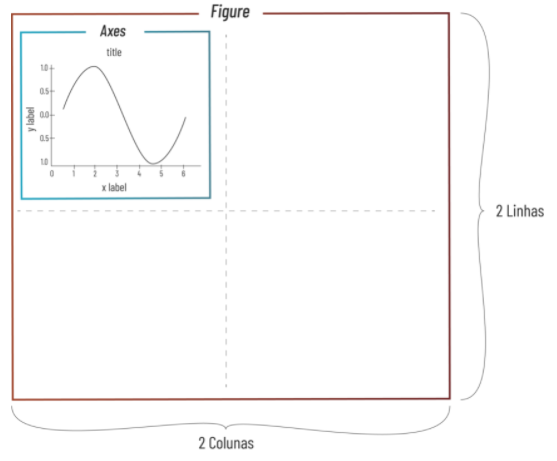 Figure
Axes
title
1.0
0.5
0.0
0.5
1.0
y label
0 1 2 3 4 5 6
x label
2 Linhas
2 Colunas